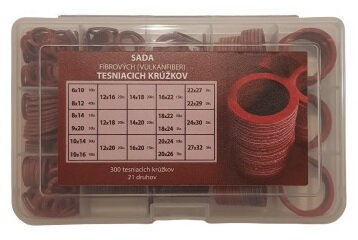 SADA
FIBROVÝCH (VULKANFIBER)
TESNIACICH KRÚŽKOV
6x10 12x16 14x18 16x22 22x27
8x12 22x29
8x14 12x18 14x20 18x22 24x30
9x20 18x24
10x14 12x20 16x20 20x24 27x32
10x16 20x26
300 tesniacich krúžkov
21 druhov